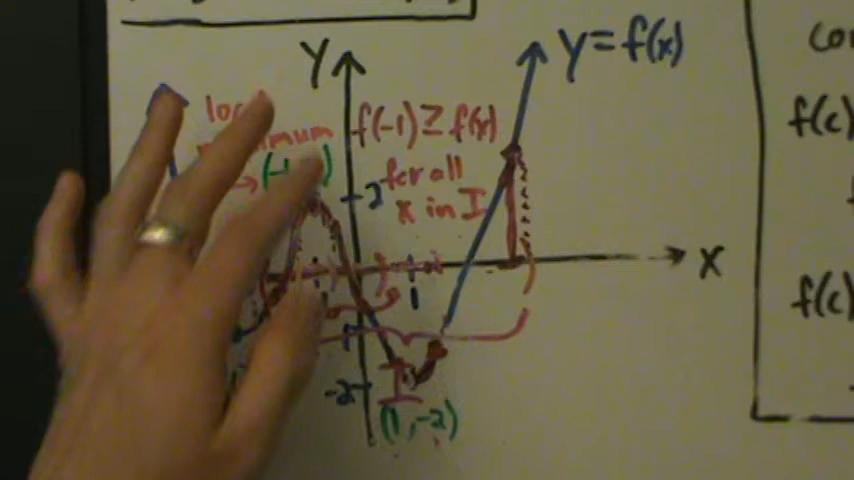 Y
y=f(x)
f(-1) ≥ f(x)
for all
x in I
2
X
1
-2
I
(1,-2)
f(c)
f(c)